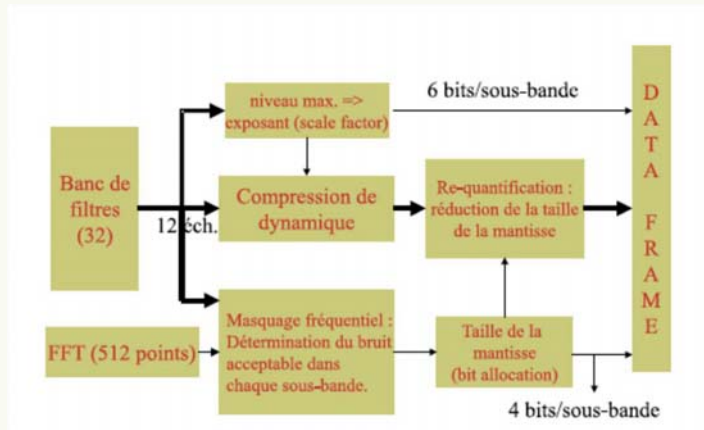 niveau max. =>
exposant (scale factor)
6 bits/sous-bande
DATA FRAME
Banc de
filtres
(32)
12 éch.
Compression de
dynamique
Re-quantification :
réduction de la taille
de la mantisse
FFT (512 points)
Masquage fréquentiel :
Détermination du bruit
acceptable dans
chaque sous-bande.
Taille de la
mantisse
(bit allocation)
4 bits/sous-bande